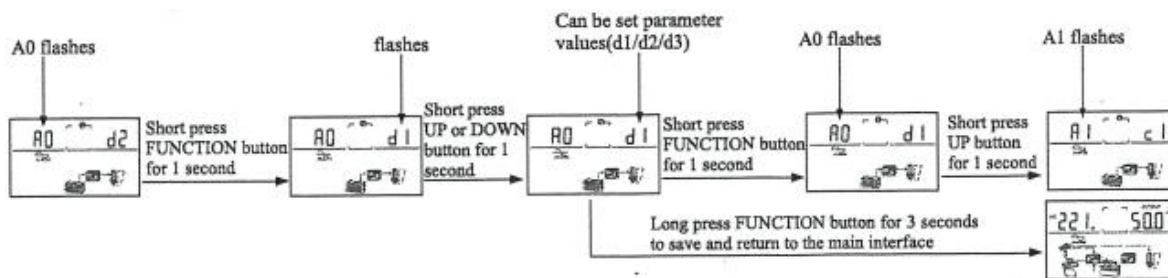 Can be set parameter
values(d1/d2/d3)
A0 flashes
flashes
A0 flashes
A1 flashes
A0 d2
Short press
FUNCTION button
for 1 second
A0 d1
Short press
UP or DOWN
button for 1
second
A0 d1
Short press
FUNCTION button
for 1 second
A0 d1
Short press
UP button
for 1 second
A1 c1
Long press FUNCTION button for 3 seconds
to save and return to the main interface
221. 50.0